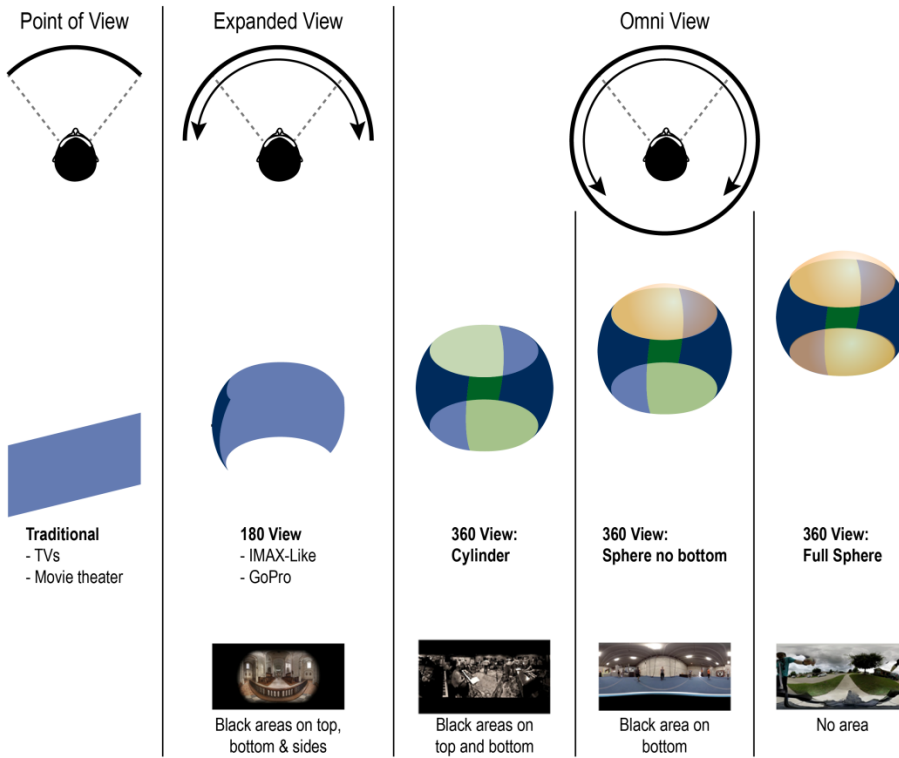 Point of View
Expanded View
Omni View
Traditional
- TVs
- Movie theater
180 View
- IMAX-Like
- GoPro
360 View:
Cylinder
360 View:
Sphere no bottom
360 View:
Full Sphere
Black areas on top,
bottom & sides
Black areas on
top and bottom
Black area on
bottom
No area